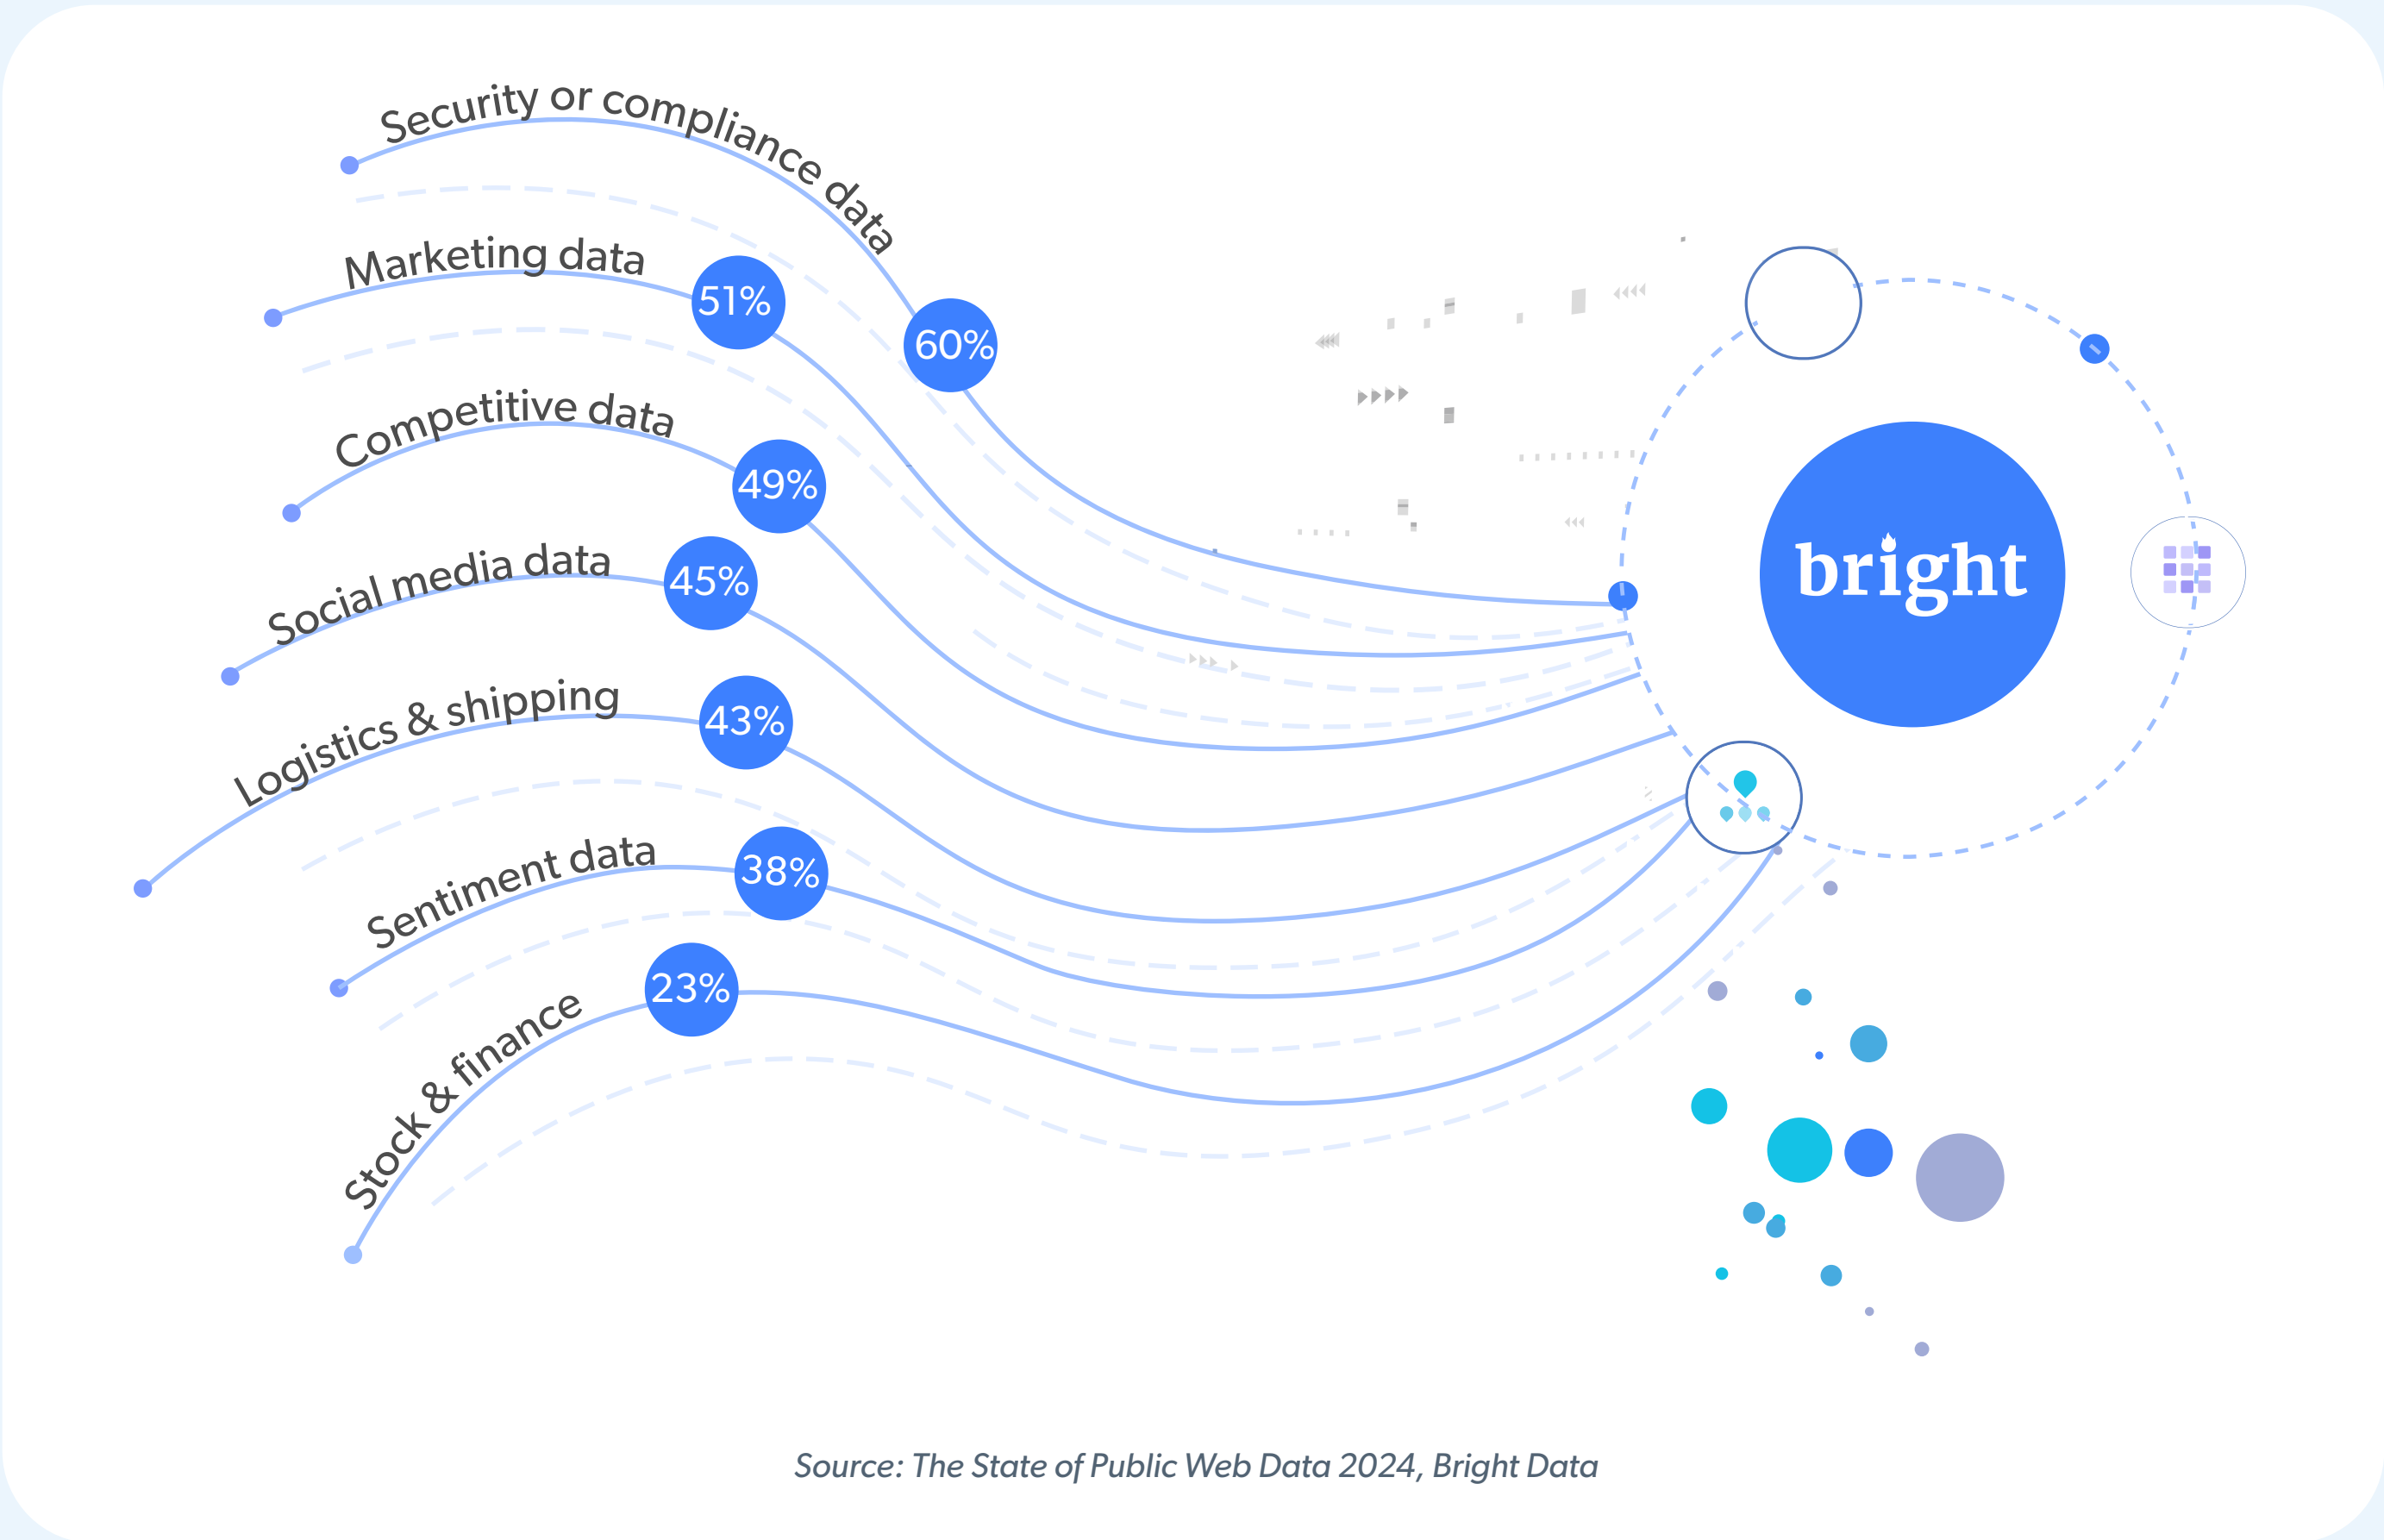 Security or compliance data
60%
Marketing data
51%
Competitive data
49%
Social media data
45%
Logistics & shipping
43%
Sentiment data
38%
Stock & finance
23%
bright
Source: The State of Public Web Data 2024, Bright Data